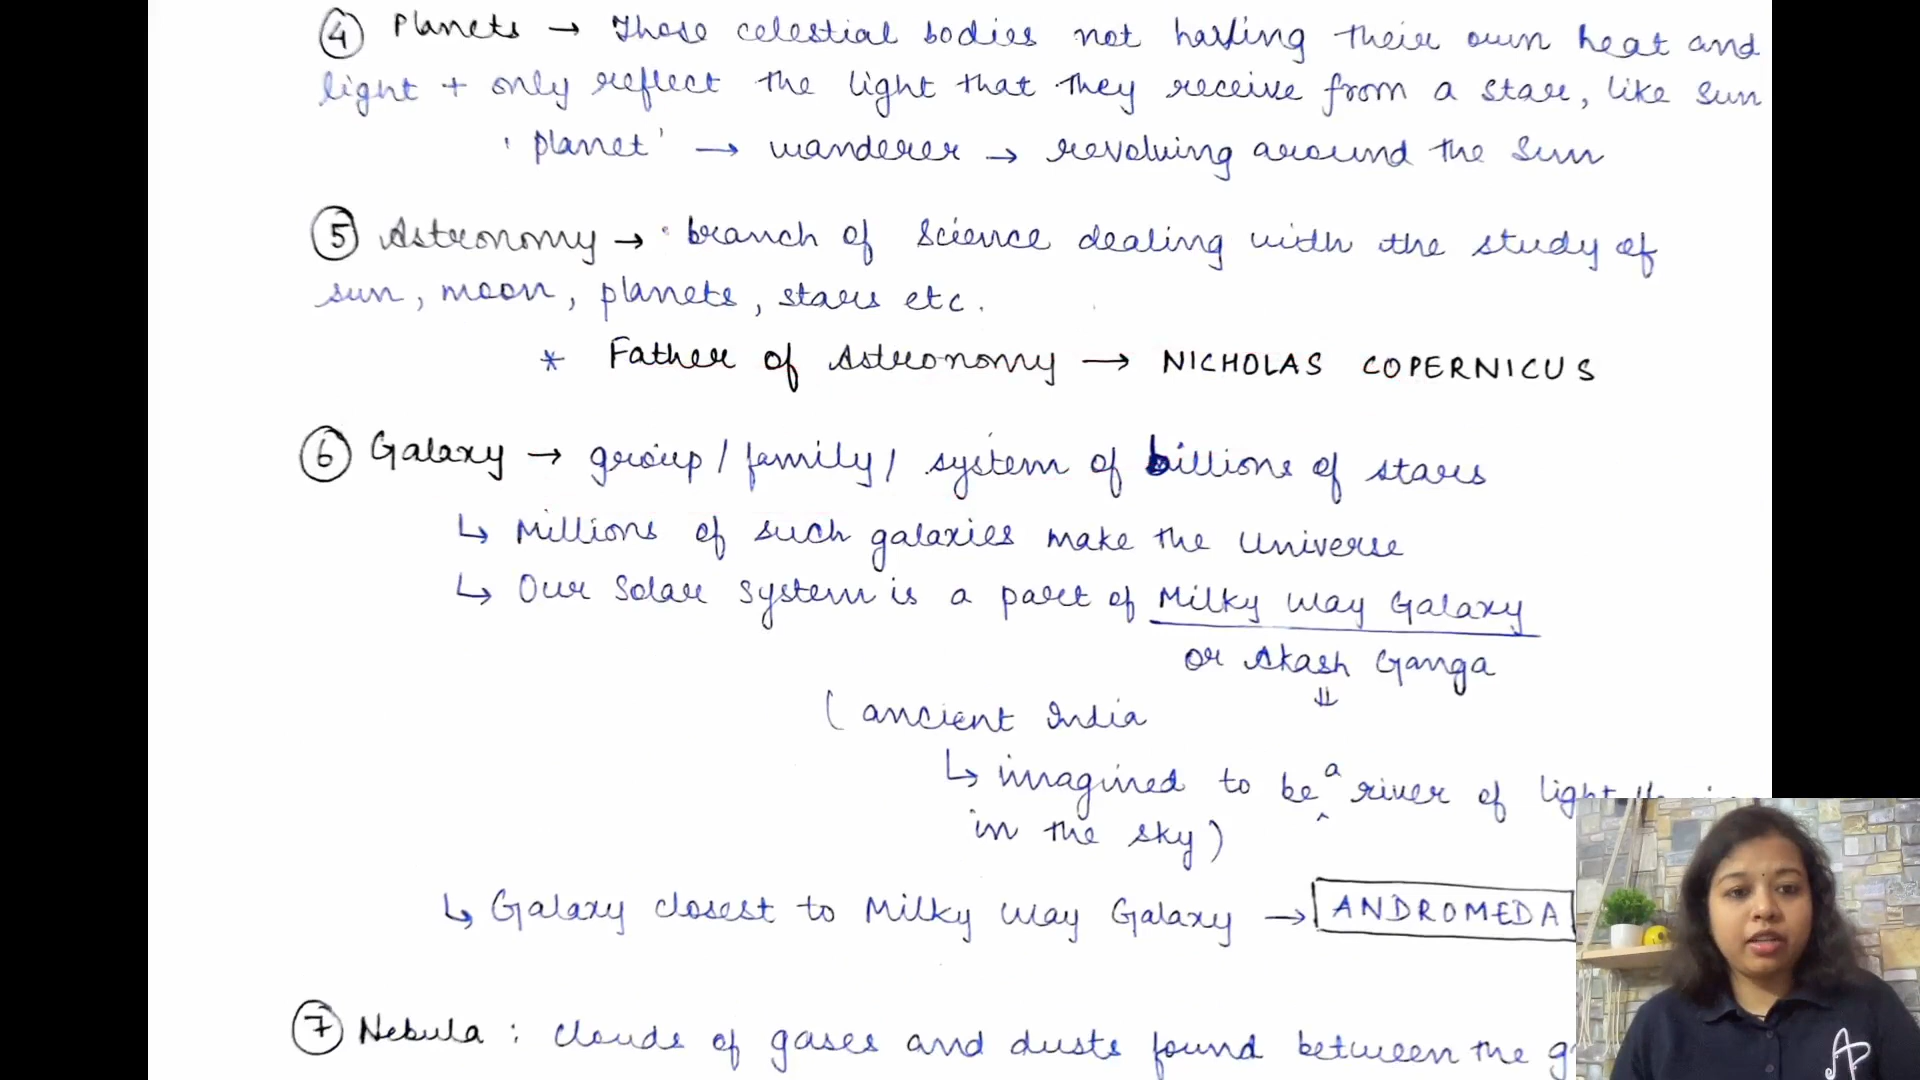 4 Planets → Those celestial bodies not having their own heat and
light + only reflect the light that they receive from a star, like Sun
'planet' → wanderer → revolving around the Sun
5 Astronomy → branch of Science dealing with the study of
sun, moon, planets, stars etc.
* Father of Astronomy → NICHOLAS COPERNICUS
6 Galaxy → group / family / system of billions of stars
↳ Millions of such galaxies make the Universe
↳ Our Solar System is a part of Milky Way Galaxy
or Akash Ganga
⇓
(ancient India
↳ imagined to be a river of light
in the sky)
↳ Galaxy closest to Milky Way Galaxy → ANDROMEDA
7 Nebula : Clouds of gases and dusts found between the
AP